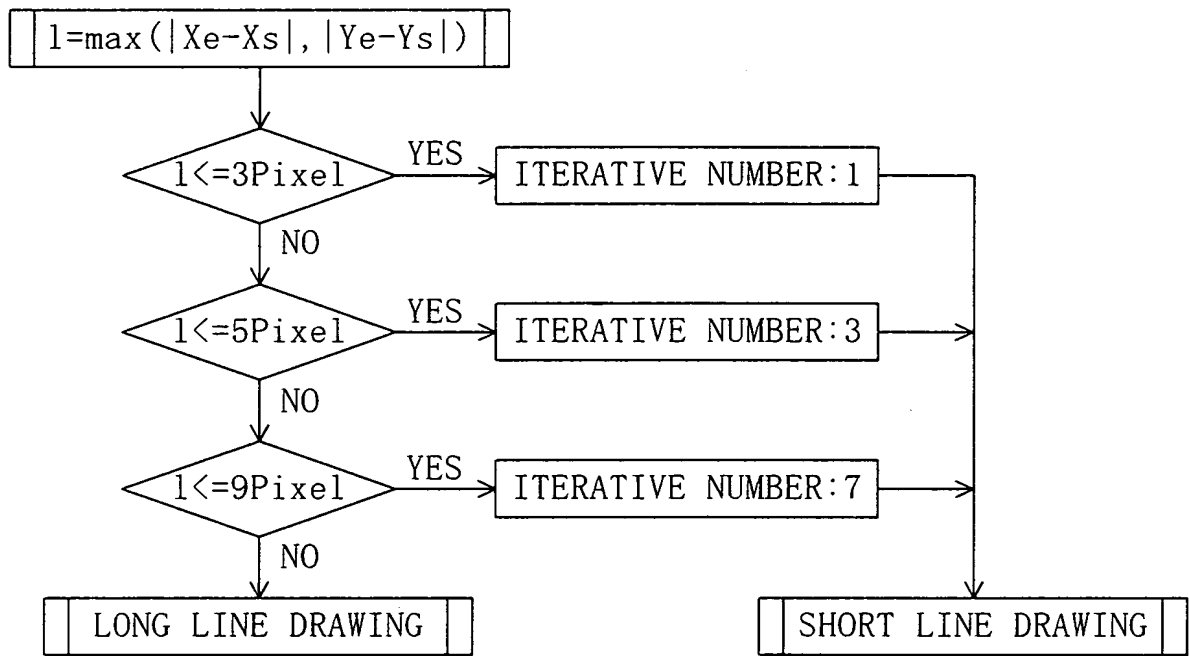 l=max(|Xe-Xs|,|Ye-Ys|)
l<=3Pixel
YES
ITERATIVE NUMBER:1
NO
l<=5Pixel
YES
ITERATIVE NUMBER:3
NO
l<=9Pixel
YES
ITERATIVE NUMBER:7
NO
LONG LINE DRAWING
SHORT LINE DRAWING